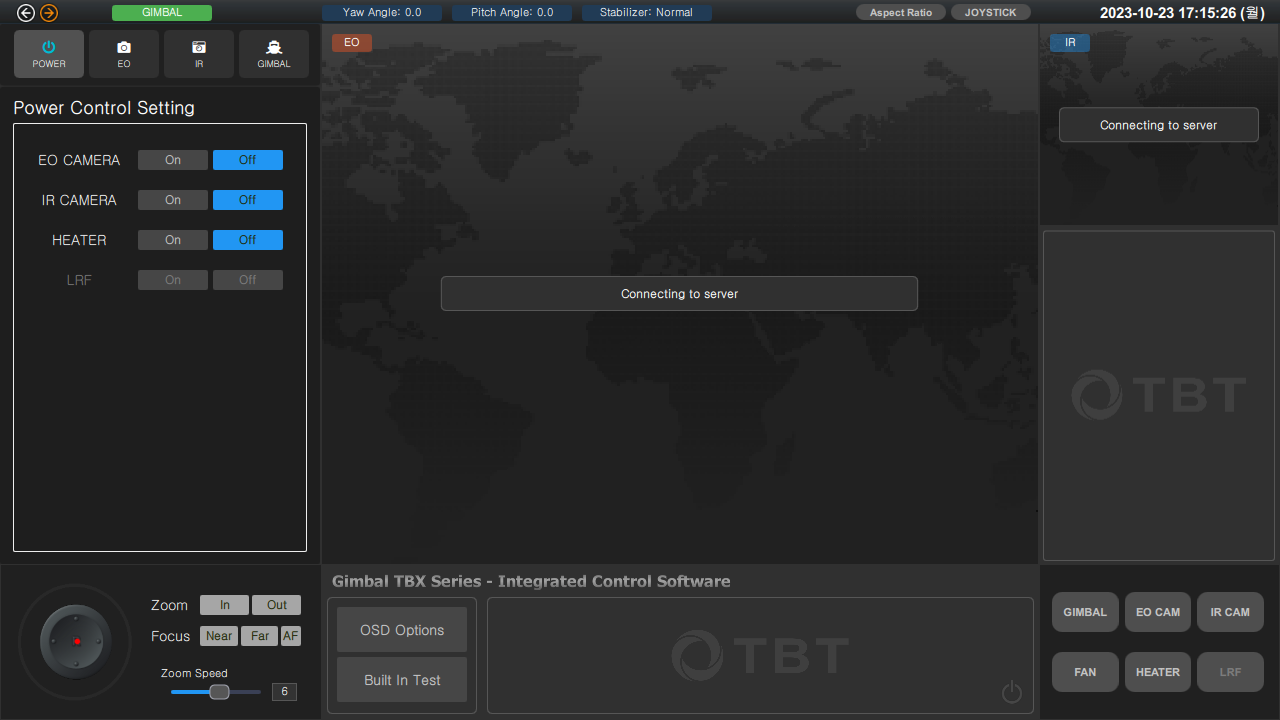 GIMBAL
Yaw Angle: 0.0
Pitch Angle: 0.0
Stabilizer: Normal
Aspect Ratio
JOYSTICK
2023-10-23 17:15:26 (월)
POWER
EO
IR
GIMBAL
EO
IR
Power Control Setting
EO CAMERA On Off
IR CAMERA On Off
HEATER On Off
LRF On Off
Connecting to server
Connecting to server
TBT
Zoom In Out
Focus Near Far AF
Zoom Speed
6
Gimbal TBX Series - Integrated Control Software
OSD Options
Built In Test
TBT
GIMBAL EO CAM IR CAM
FAN HEATER LRF